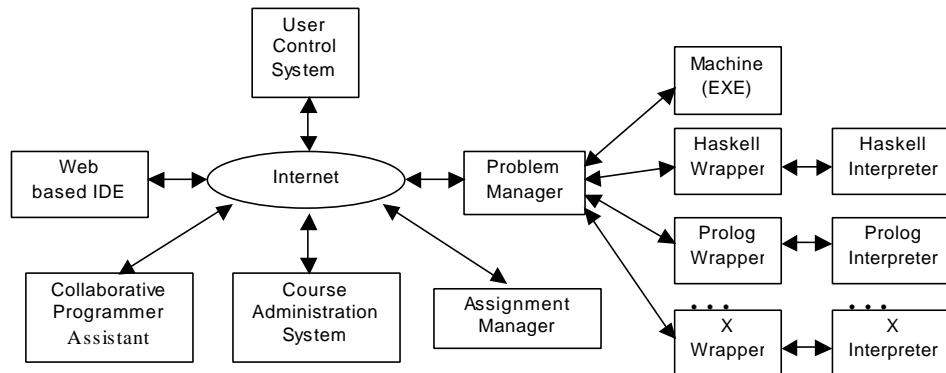 User
Control
System
Machine
(EXE)
Web
based IDE
Internet
Problem
Manager
Haskell
Wrapper
Haskell
Interpreter
Prolog
Wrapper
Prolog
Interpreter
Collaborative
Programmer
Assistant
Course
Administration
System
Assignment
Manager
• • •
X
Wrapper
• • •
X
Interpreter